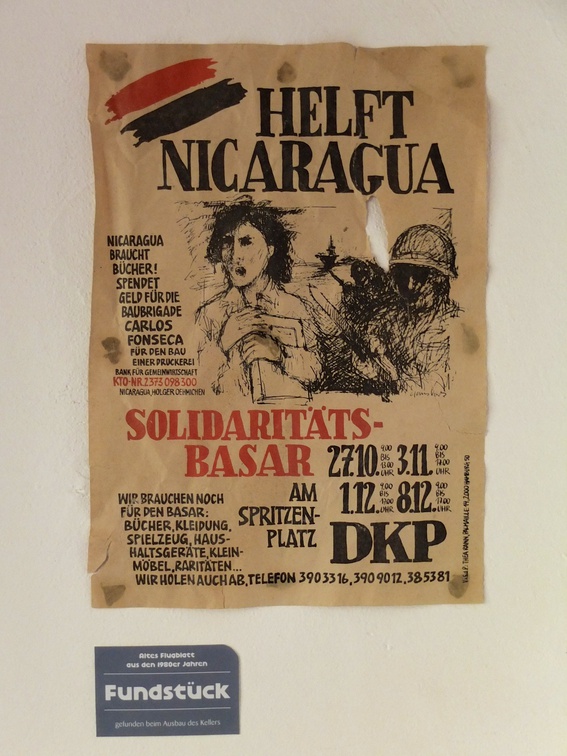 HELFT
NICARAGUA
NICARAGUA
BRAUCHT
BÜCHER!
SPENDET
GELD FÜR DIE
BAUBRIGADE
CARLOS
FONSECA
FÜR DEN BAU
EINER DRUCKEREI
BANK FÜR GEMEINWIRTSCHAFT
KTO·NR. 2373 098 300
NICARAGUA, HOLGER OEHMICHEN
SOLIDARITÄTS-
BASAR
27.10. 3.11.
AM 1.12. 8.12.
SPRITZEN-
PLATZ
DKP
WIR BRAUCHEN NOCH
FÜR DEN BASAR:
BÜCHER, KLEIDUNG,
SPIELZEUG, HAUS-
HALTSGERÄTE, KLEIN-
MÖBEL, RARITÄTEN...
WIR HOLEN AUCH AB, TELEFON 390 33 16, 390 90 12, 38 53 81
Altes Flugblatt
aus den 1980er Jahren
Fundstück
gefunden beim Ausbau des Kellers